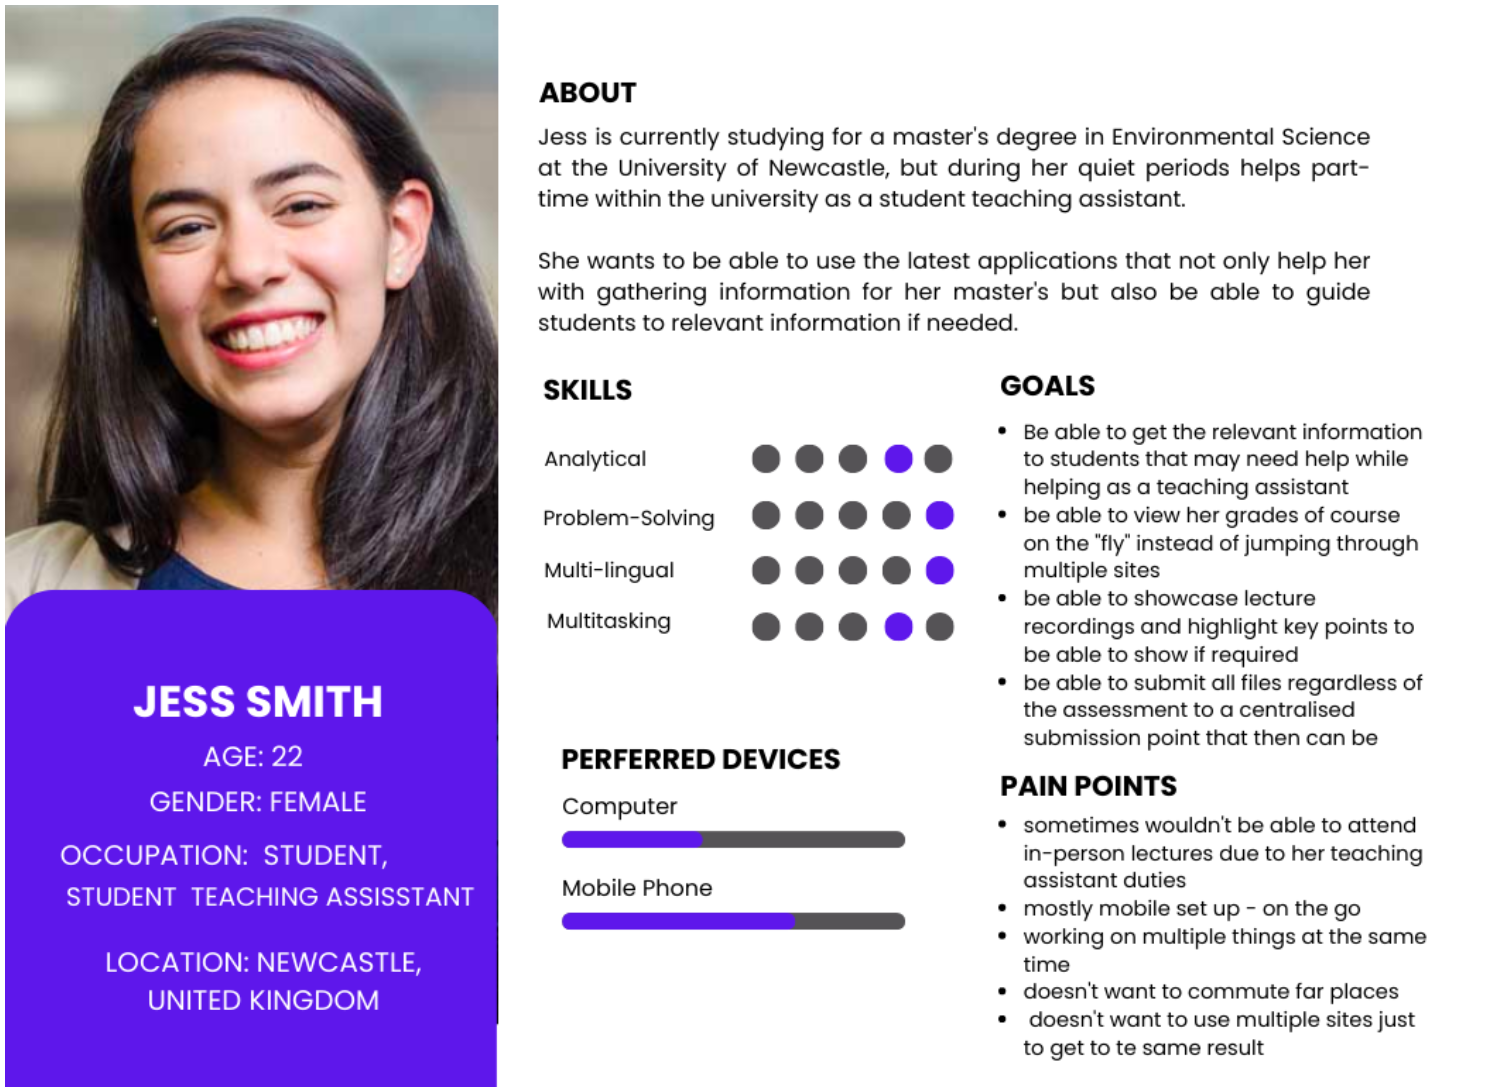 ABOUT
Jess is currently studying for a master's degree in Environmental Science
at the University of Newcastle, but during her quiet periods helps part-
time within the university as a student teaching assistant.
She wants to be able to use the latest applications that not only help her
with gathering information for her master's but also be able to guide
students to relevant information if needed.
SKILLS
Analytical
Problem-Solving
Multi-lingual
Multitasking
GOALS
• Be able to get the relevant information
to students that may need help while
helping as a teaching assistant
• be able to view her grades of course
on the "fly" instead of jumping through
multiple sites
• be able to showcase lecture
recordings and highlight key points to
be able to show if required
• be able to submit all files regardless of
the assessment to a centralised
submission point that then can be
PERFERRED DEVICES
Computer
Mobile Phone
PAIN POINTS
• sometimes wouldn't be able to attend
in-person lectures due to her teaching
assistant duties
• mostly mobile set up - on the go
• working on multiple things at the same
time
• doesn't want to commute far places
• doesn't want to use multiple sites just
to get to te same result
JESS SMITH
AGE: 22
GENDER: FEMALE
OCCUPATION: STUDENT,
STUDENT TEACHING ASSISSTANT
LOCATION: NEWCASTLE,
UNITED KINGDOM